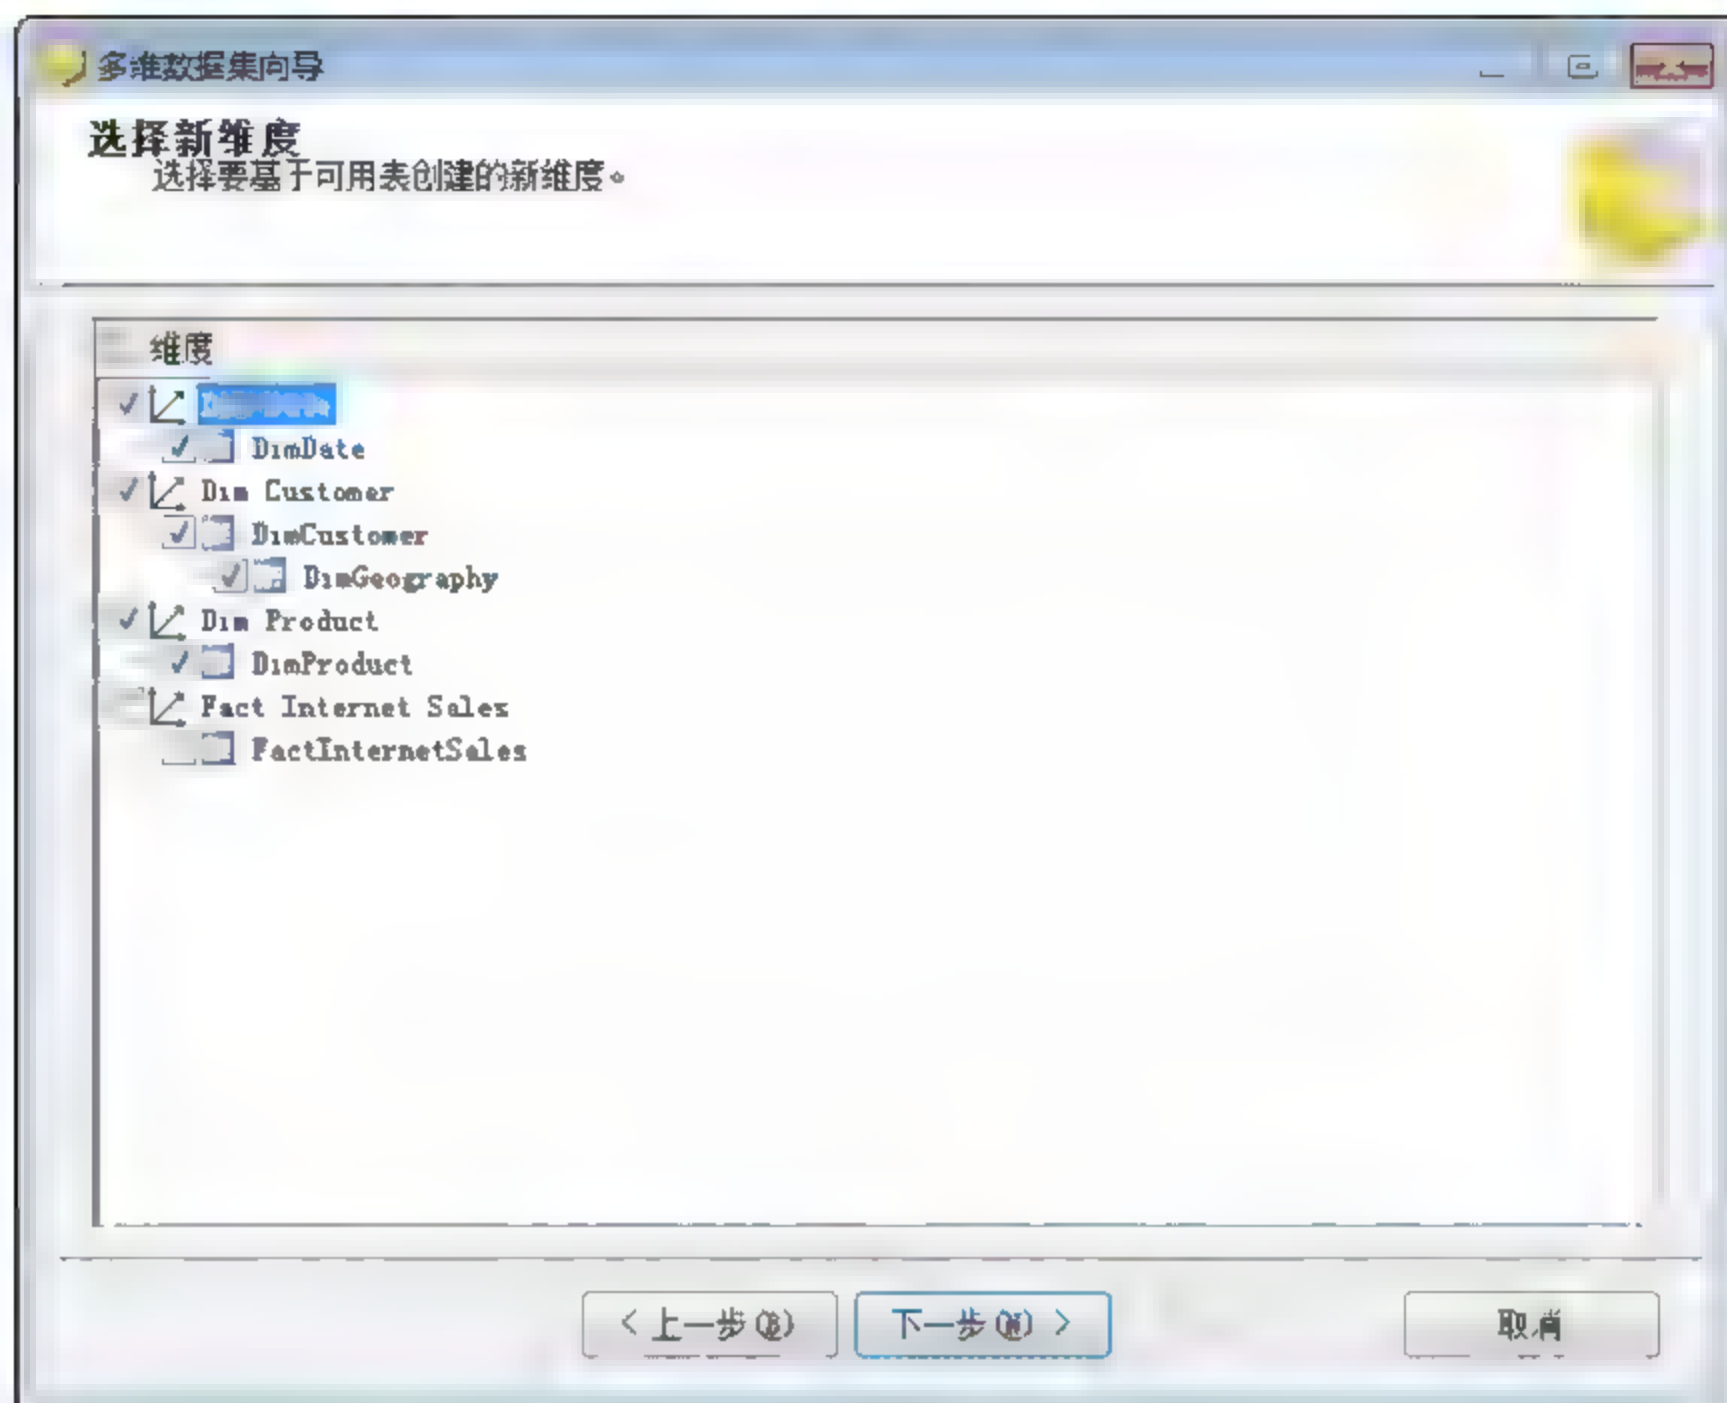 多维数据集向导
选择新维度
选择要基于可用表创建的新维度。
维度
DimDate
Dim Customer
DimCustomer
DimGeography
Dim Product
DimProduct
Fact Internet Sales
FactInternetSales
< 上一步(B)
下一步(N) >
取消